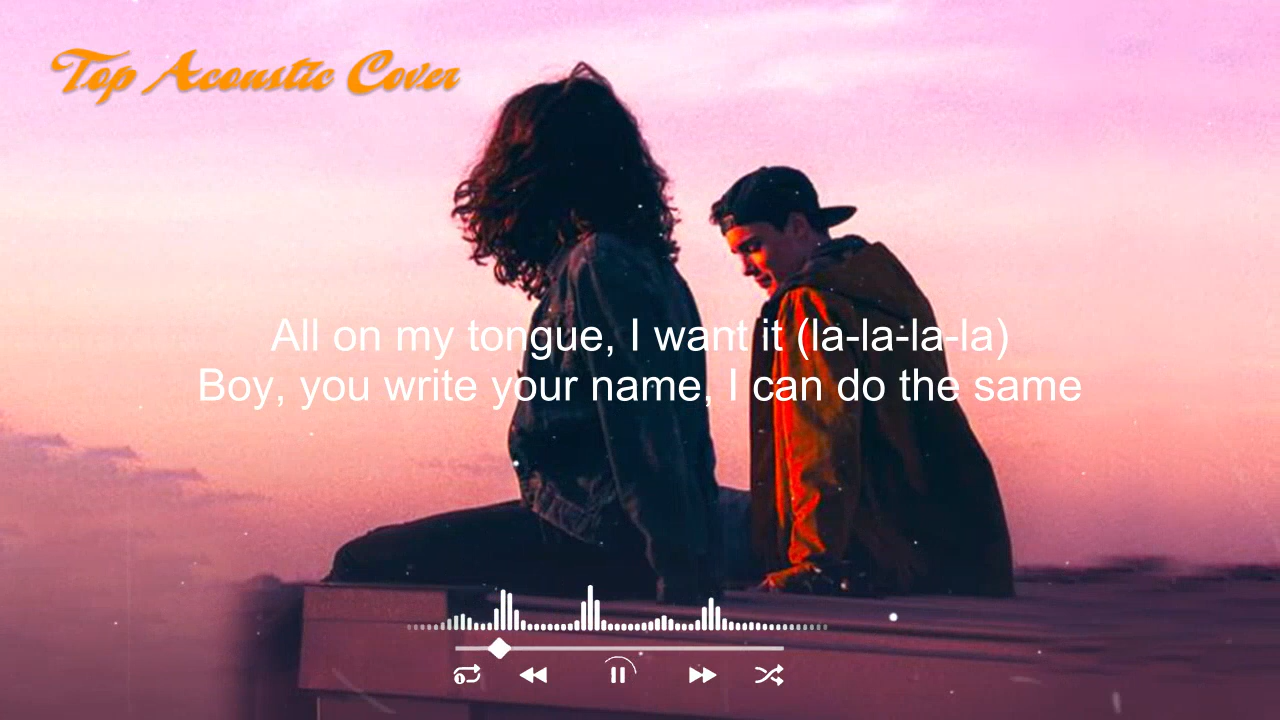 Top Acoustic Cover
All on my tongue, I want it (la-la-la-la)
Boy, you write your name, I can do the same
1